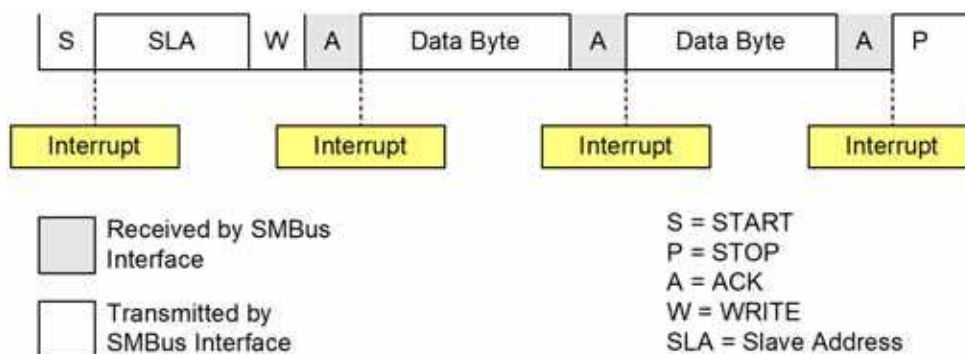 S SLA W A Data Byte A Data Byte A P
Interrupt Interrupt Interrupt Interrupt
Received by SMBus
Interface
Transmitted by
SMBus Interface
S = START
P = STOP
A = ACK
W = WRITE
SLA = Slave Address